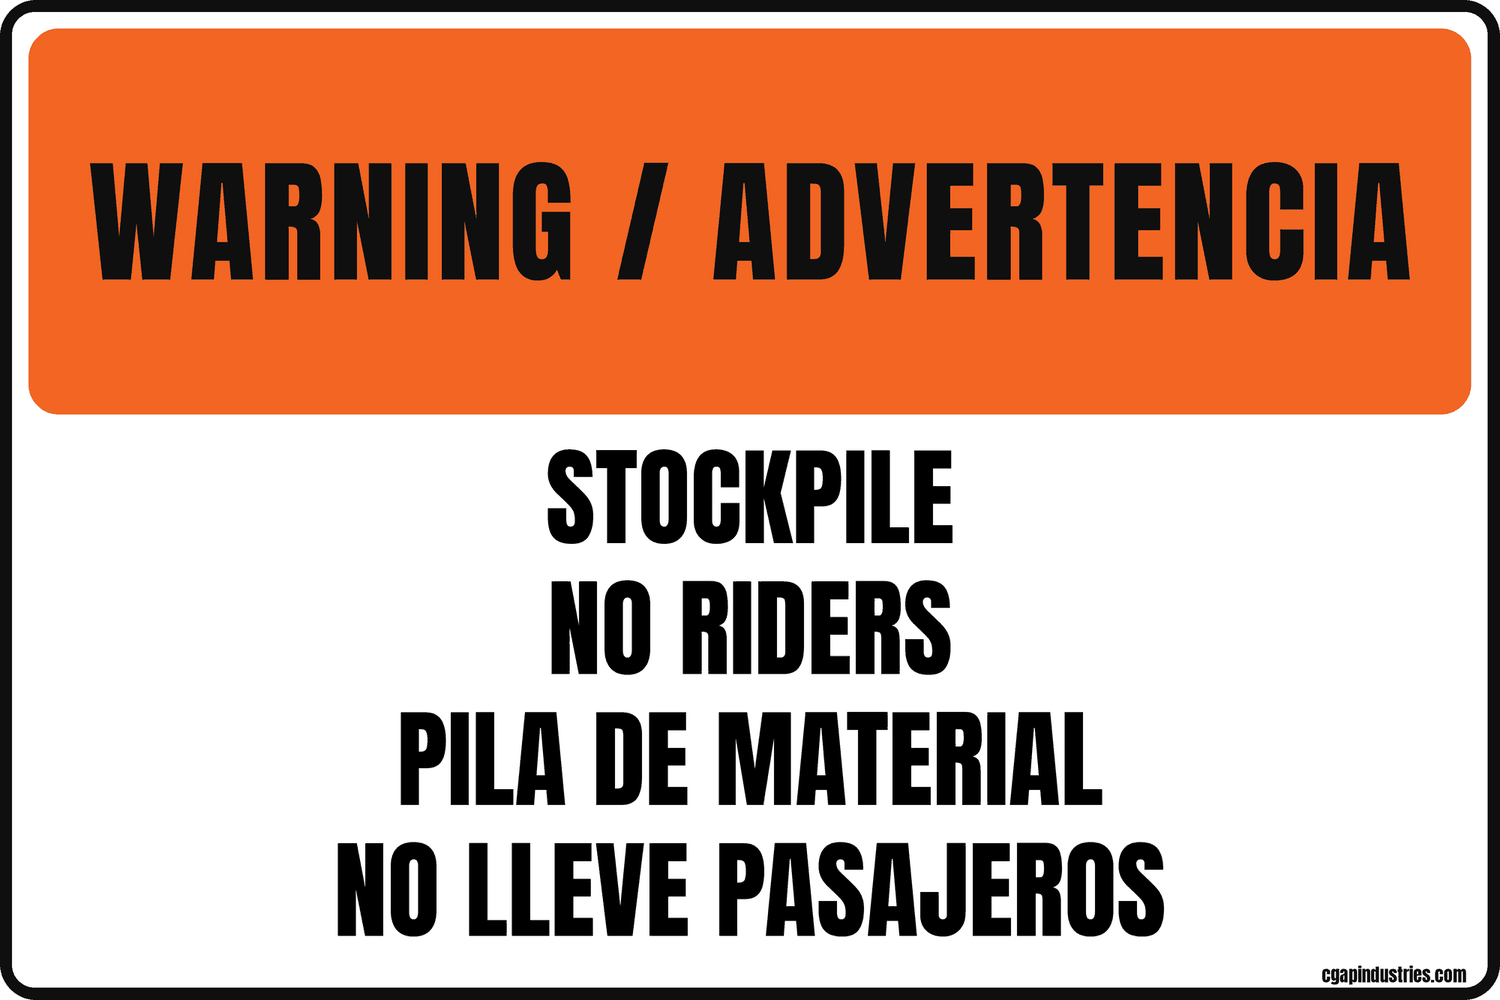 WARNING / ADVERTENCIA
STOCKPILE
NO RIDERS
PILA DE MATERIAL
NO LLEVE PASAJEROS
cgapindustries.com